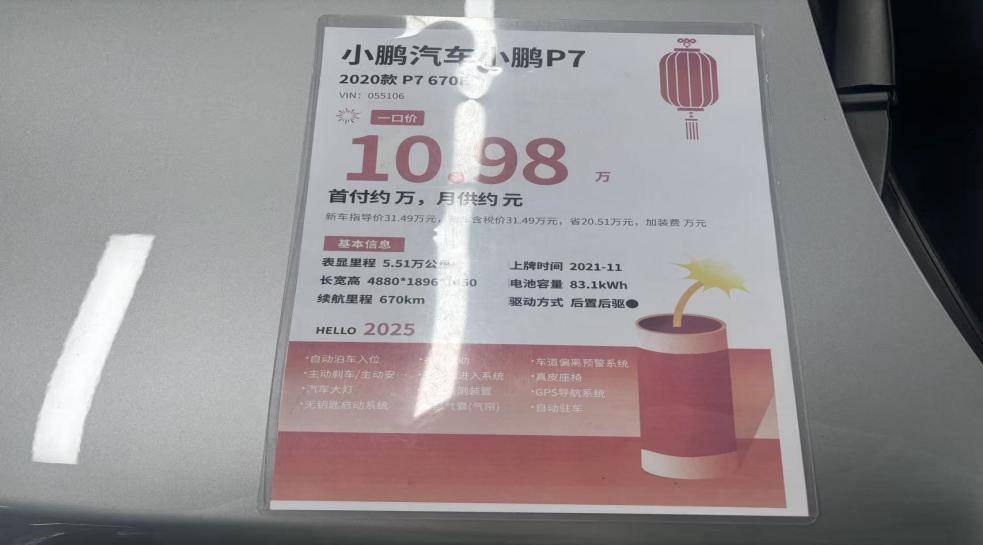 小鹏汽车小鹏P7
2020款 P7 670
VIN: 055106
一口价
10.98 万
首付约 万，月供约 元
新车指导价31.49万元， 含税价31.49万元，省20.51万元，加装费 万元
基本信息
表显里程 5.51万公 上牌时间 2021-11
长宽高 4880*1896* 电池容量 83.1kWh
续航里程 670km 驱动方式 后置后驱
HELLO 2025
·自动泊车入位 助 ·车道偏离预警系统
·主动刹车/主动安··· 进入系统 ·真皮座椅
·汽车大灯 测装置 ·GPS导航系统
·无钥匙启动系统 气囊(气帘) ·自动驻车